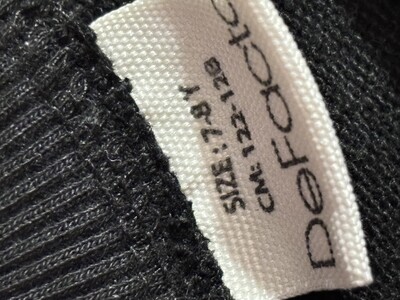 DeFacto
SIZE: 7-8 Y
CM: 122-128